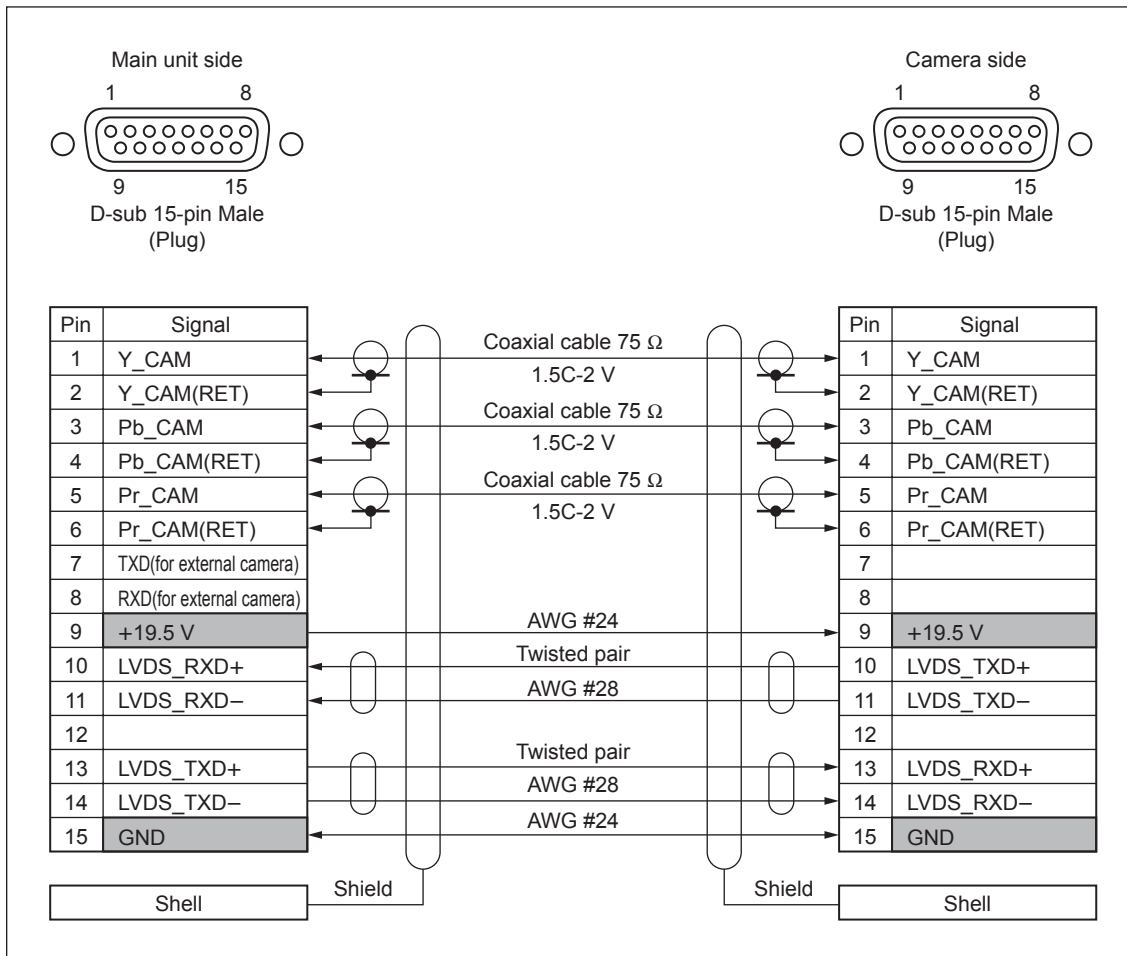 Main unit side
1 8
9 15
D-sub 15-pin Male
(Plug)
Camera side
1 8
9 15
D-sub 15-pin Male
(Plug)
Pin Signal
1 Y_CAM
2 Y_CAM(RET)
3 Pb_CAM
4 Pb_CAM(RET)
5 Pr_CAM
6 Pr_CAM(RET)
7 TXD(for external camera)
8 RXD(for external camera)
9 +19.5 V
10 LVDS_RXD+
11 LVDS_RXD−
12
13 LVDS_TXD+
14 LVDS_TXD−
15 GND
Shell
Shield
Coaxial cable 75 Ω
1.5C-2 V
Coaxial cable 75 Ω
1.5C-2 V
Coaxial cable 75 Ω
1.5C-2 V
AWG #24
Twisted pair
AWG #28
Twisted pair
AWG #28
AWG #24
Pin Signal
1 Y_CAM
2 Y_CAM(RET)
3 Pb_CAM
4 Pb_CAM(RET)
5 Pr_CAM
6 Pr_CAM(RET)
7
8
9 +19.5 V
10 LVDS_TXD+
11 LVDS_TXD−
12
13 LVDS_RXD+
14 LVDS_RXD−
15 GND
Shield
Shell